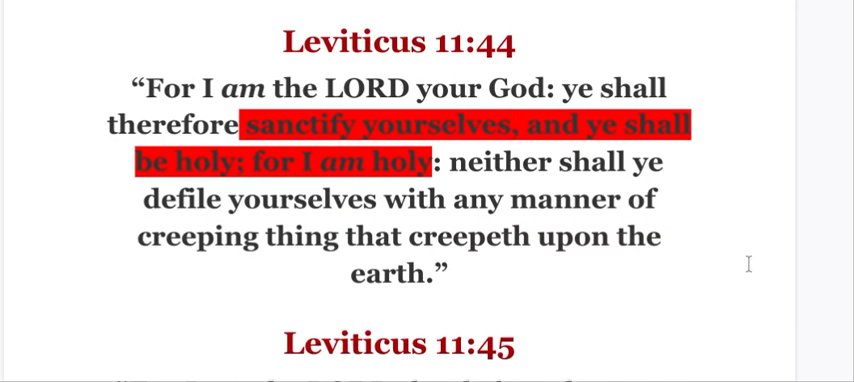 Leviticus 11:44
“For I am the LORD your God: ye shall
therefore sanctify yourselves, and ye shall
be holy; for I am holy: neither shall ye
defile yourselves with any manner of
creeping thing that creepeth upon the
earth.”
Leviticus 11:45